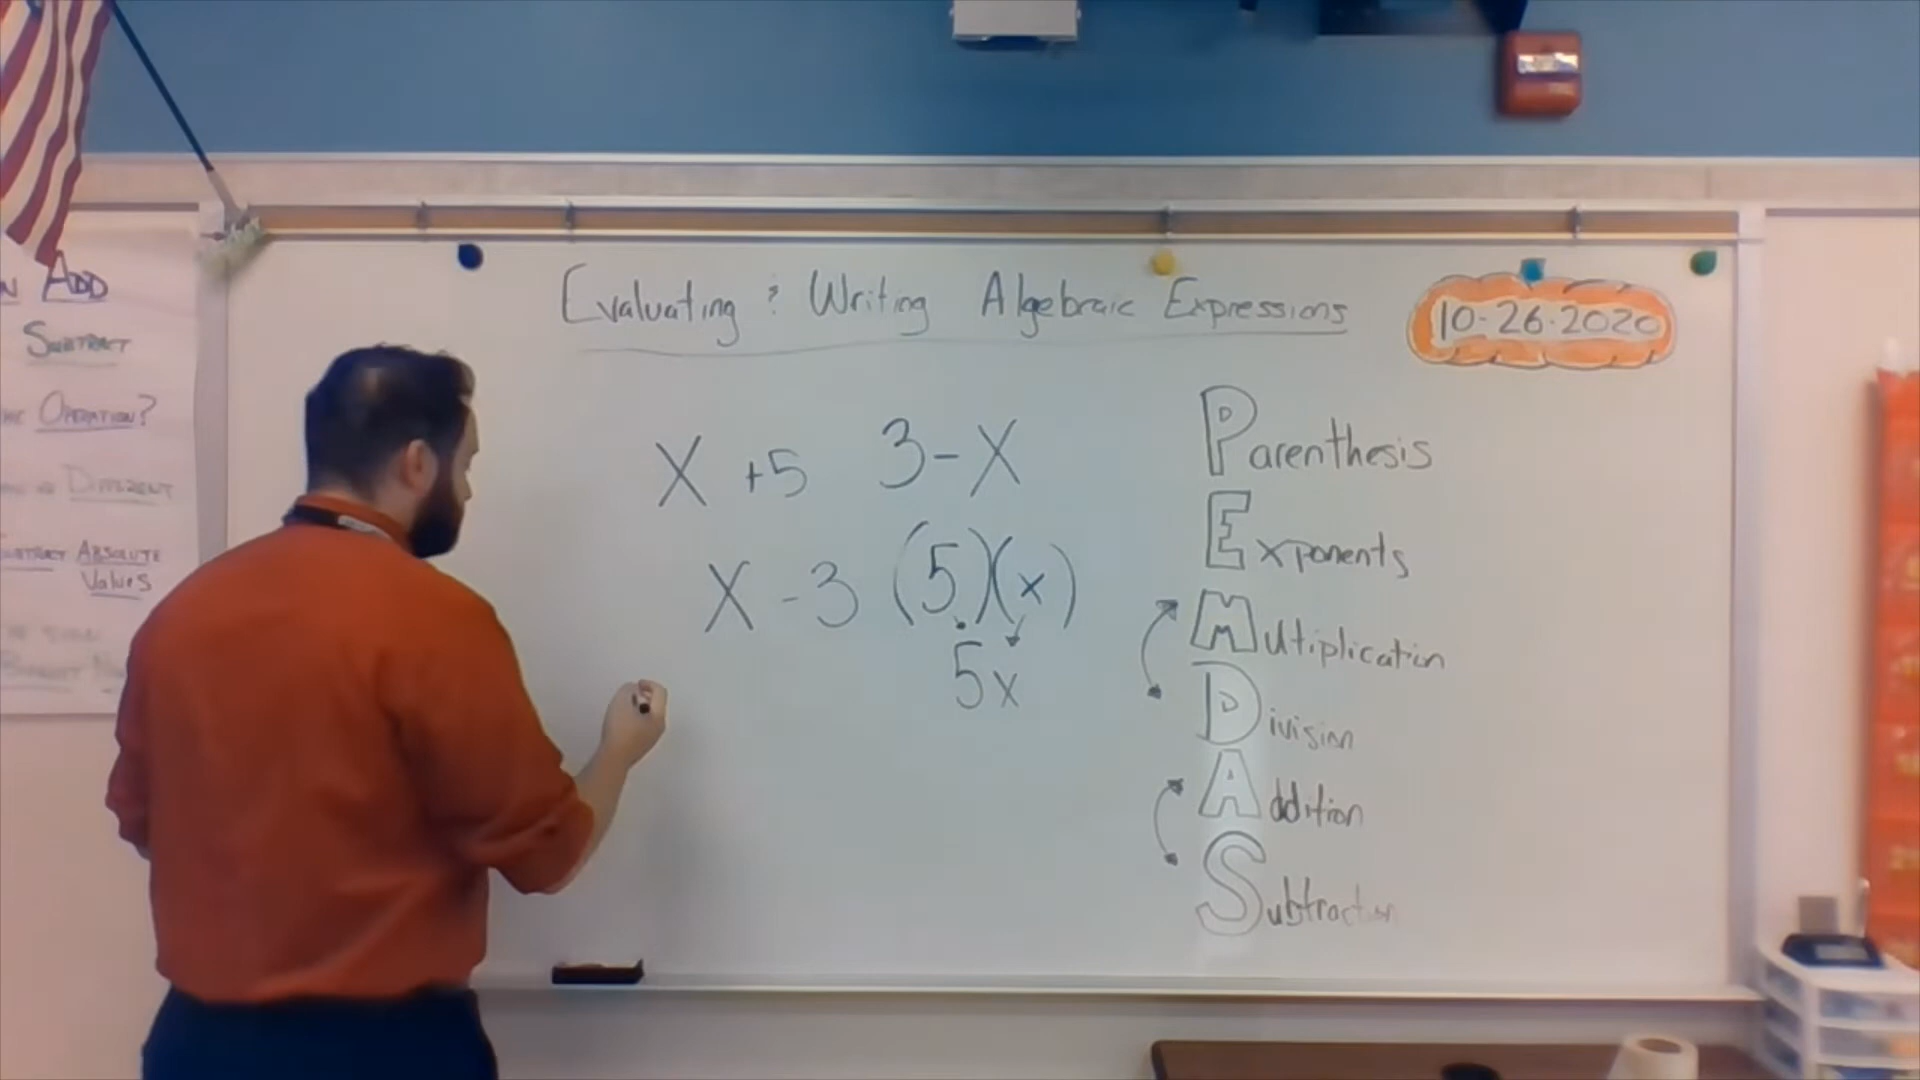 Evaluating & Writing Algebraic Expressions
10-26-2020
X +5 3-X
X -3 (5)(x)
5x
Parenthesis
Exponents
Multiplication
Division
Addition
Subtraction
ADD
SUBTRACT
OPERATION?
DIFFERENT
SUBTRACT ABSOLUTE
VALUES